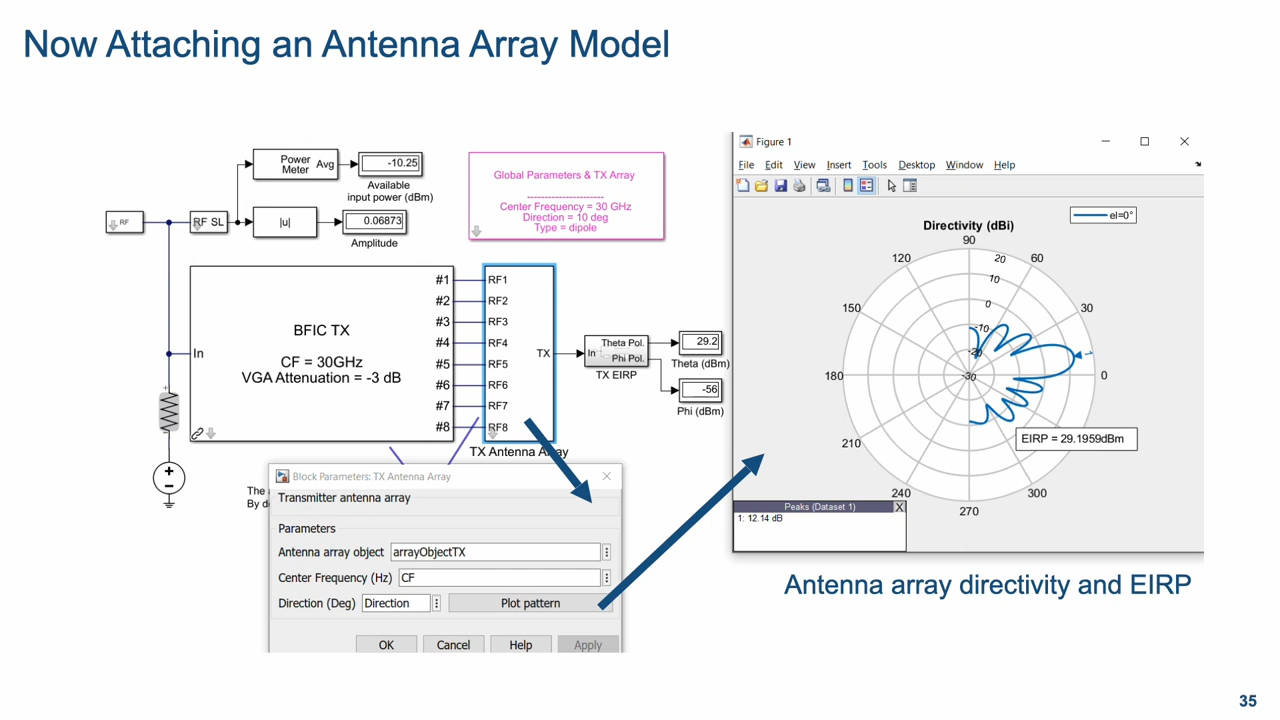 Now Attaching an Antenna Array Model
Power Meter Avg
-10.25
Available
input power (dBm)
RF
RF SL
|u|
0.06873
Amplitude
Global Parameters & TX Array
----------------------
Center Frequency = 30 GHz
Direction = 10 deg
Type = dipole
BFIC TX
CF = 30GHz
VGA Attenuation = -3 dB
In
#1
#2
#3
#4
#5
#6
#7
#8
RF1
RF2
RF3
RF4
RF5
RF6
RF7
RF8
TX
TX Antenna Array
In
Theta Pol.
Phi Pol.
TX EIRP
29.2
Theta (dBm)
-56
Phi (dBm)
+
+
-
The
By d
Block Parameters: TX Antenna Array
Transmitter antenna array
Parameters
Antenna array object arrayObjectTX
Center Frequency (Hz) CF
Direction (Deg) Direction Plot pattern
OK Cancel Help Apply
Figure 1
File Edit View Insert Tools Desktop Window Help
Directivity (dBi)
el=0°
90
120
60
150
30
180
0
210
240
300
270
20
10
0
-10
-20
-30
1
EIRP = 29.1959dBm
Peaks (Dataset 1) X
1: 12.14 dB
Antenna array directivity and EIRP
35